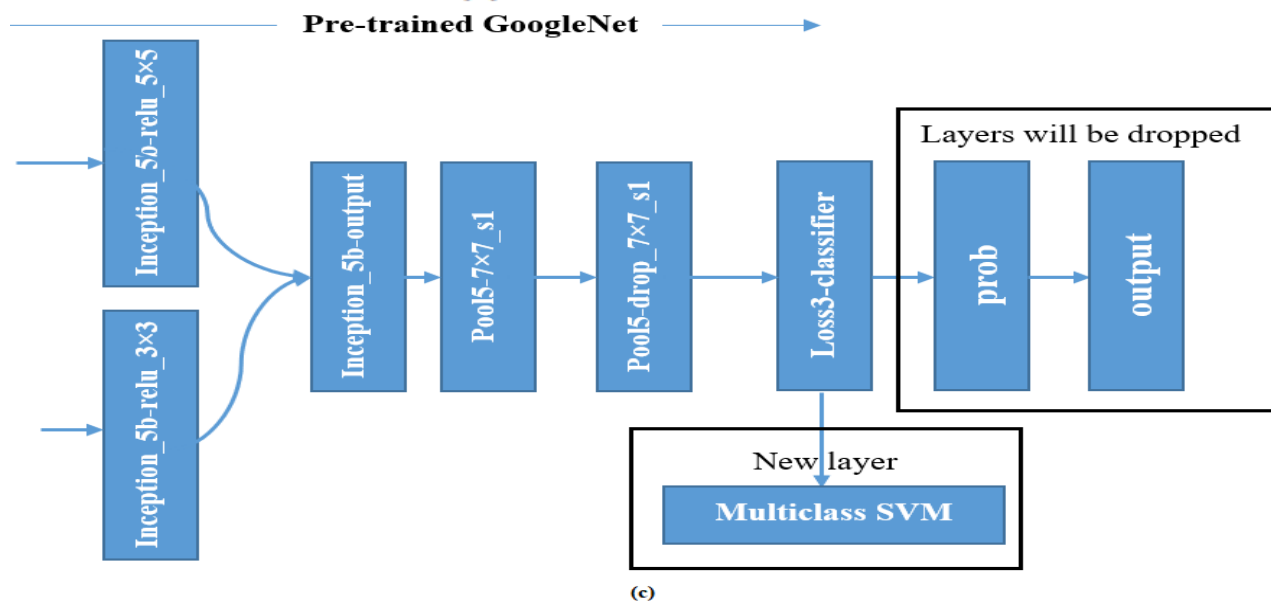 Pre-trained GoogleNet
Inception_5b-relu_5×5
Inception_5b-relu_3×3
Inception_5b-output
Pool5-7×7_s1
Pool5-drop_7×7_s1
Loss3-classifier
Layers will be dropped
prob
output
New layer
Multiclass SVM
(c)